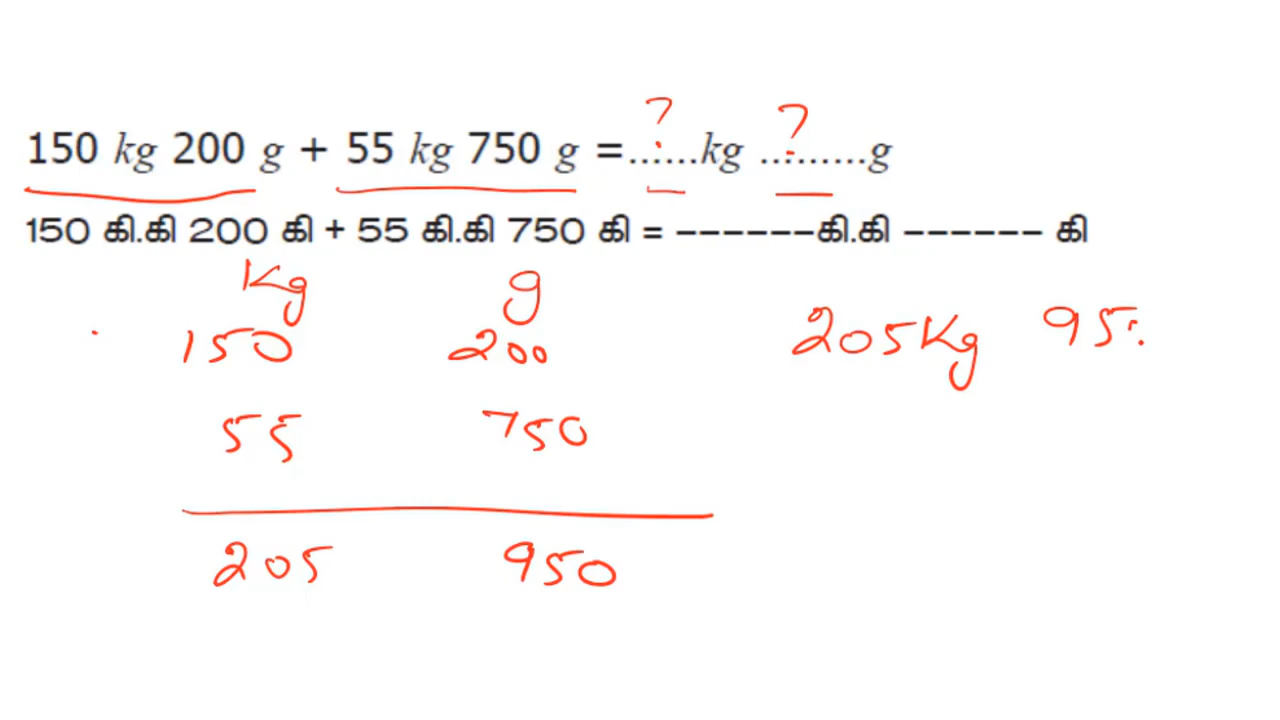 ? ?
150 kg 200 g + 55 kg 750 g =......kg .........g
150 கி.கி 200 கி + 55 கி.கி 750 கி = ------கி.கி ------ கி
Kg g
150 200 205Kg 95
55 750
205 950